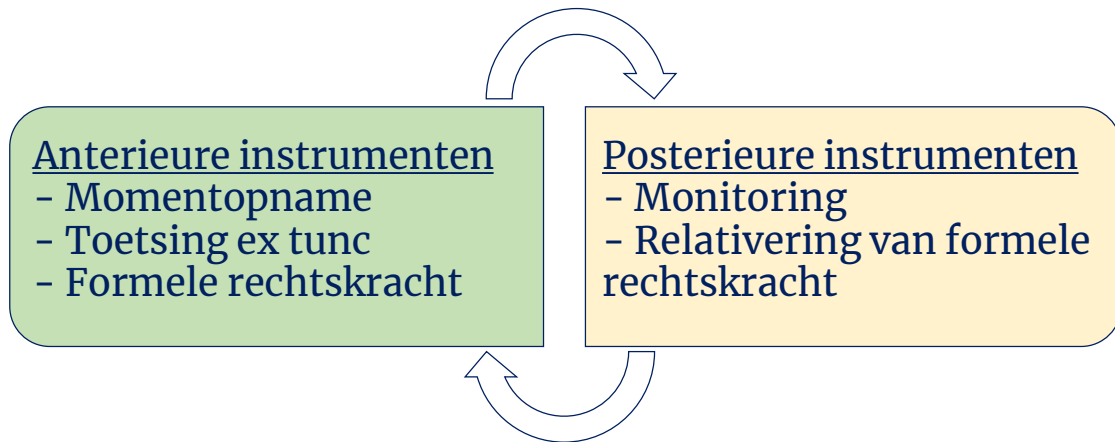 Anterieure instrumenten
- Momentopname
- Toetsing ex tunc
- Formele rechtskracht
Posterieure instrumenten
- Monitoring
- Relativering van formele
rechtskracht